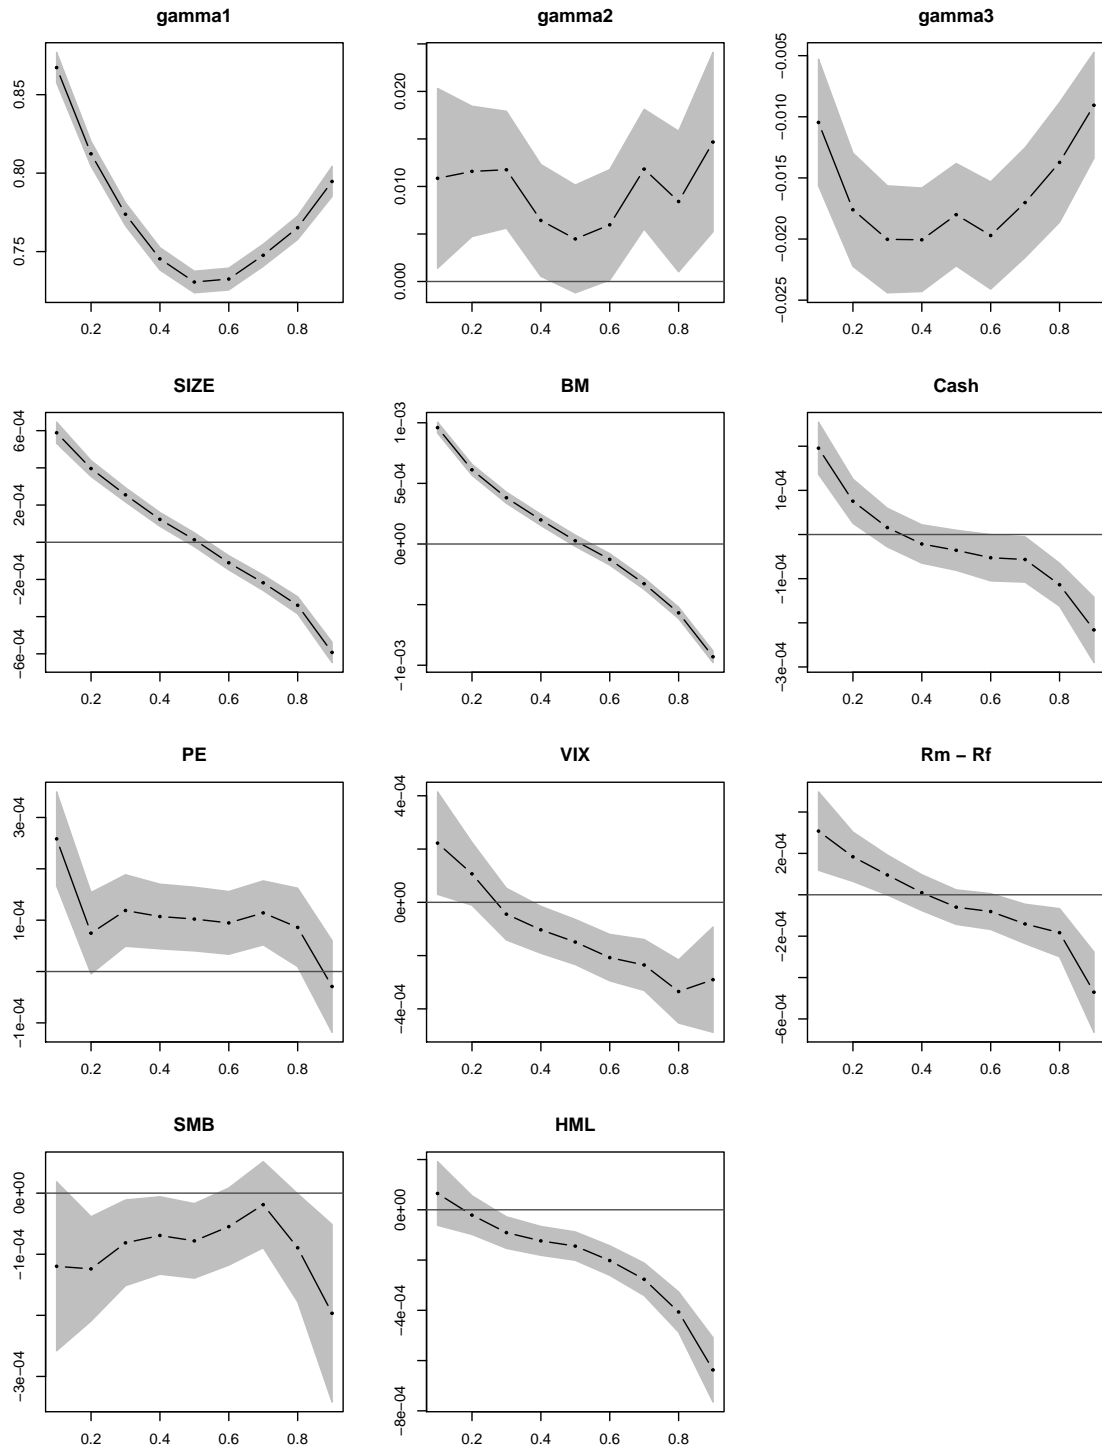 gamma1
gamma2
gamma3
0.75 0.80 0.85
0.000 0.010 0.020
−0.025 −0.020 −0.015 −0.010 −0.005
0.2 0.4 0.6 0.8
0.2 0.4 0.6 0.8
0.2 0.4 0.6 0.8
SIZE
BM
Cash
−6e−04 −2e−04 2e−04 6e−04
−1e−03 0e+00 5e−04 1e−03
−3e−04 −1e−04 1e−04
0.2 0.4 0.6 0.8
0.2 0.4 0.6 0.8
0.2 0.4 0.6 0.8
PE
VIX
Rm − Rf
−1e−04 1e−04 3e−04
−4e−04 0e+00 4e−04
−6e−04 −2e−04 2e−04
0.2 0.4 0.6 0.8
0.2 0.4 0.6 0.8
0.2 0.4 0.6 0.8
SMB
HML
−3e−04 −1e−04 0e+00
−8e−04 −4e−04 0e+00
0.2 0.4 0.6 0.8
0.2 0.4 0.6 0.8